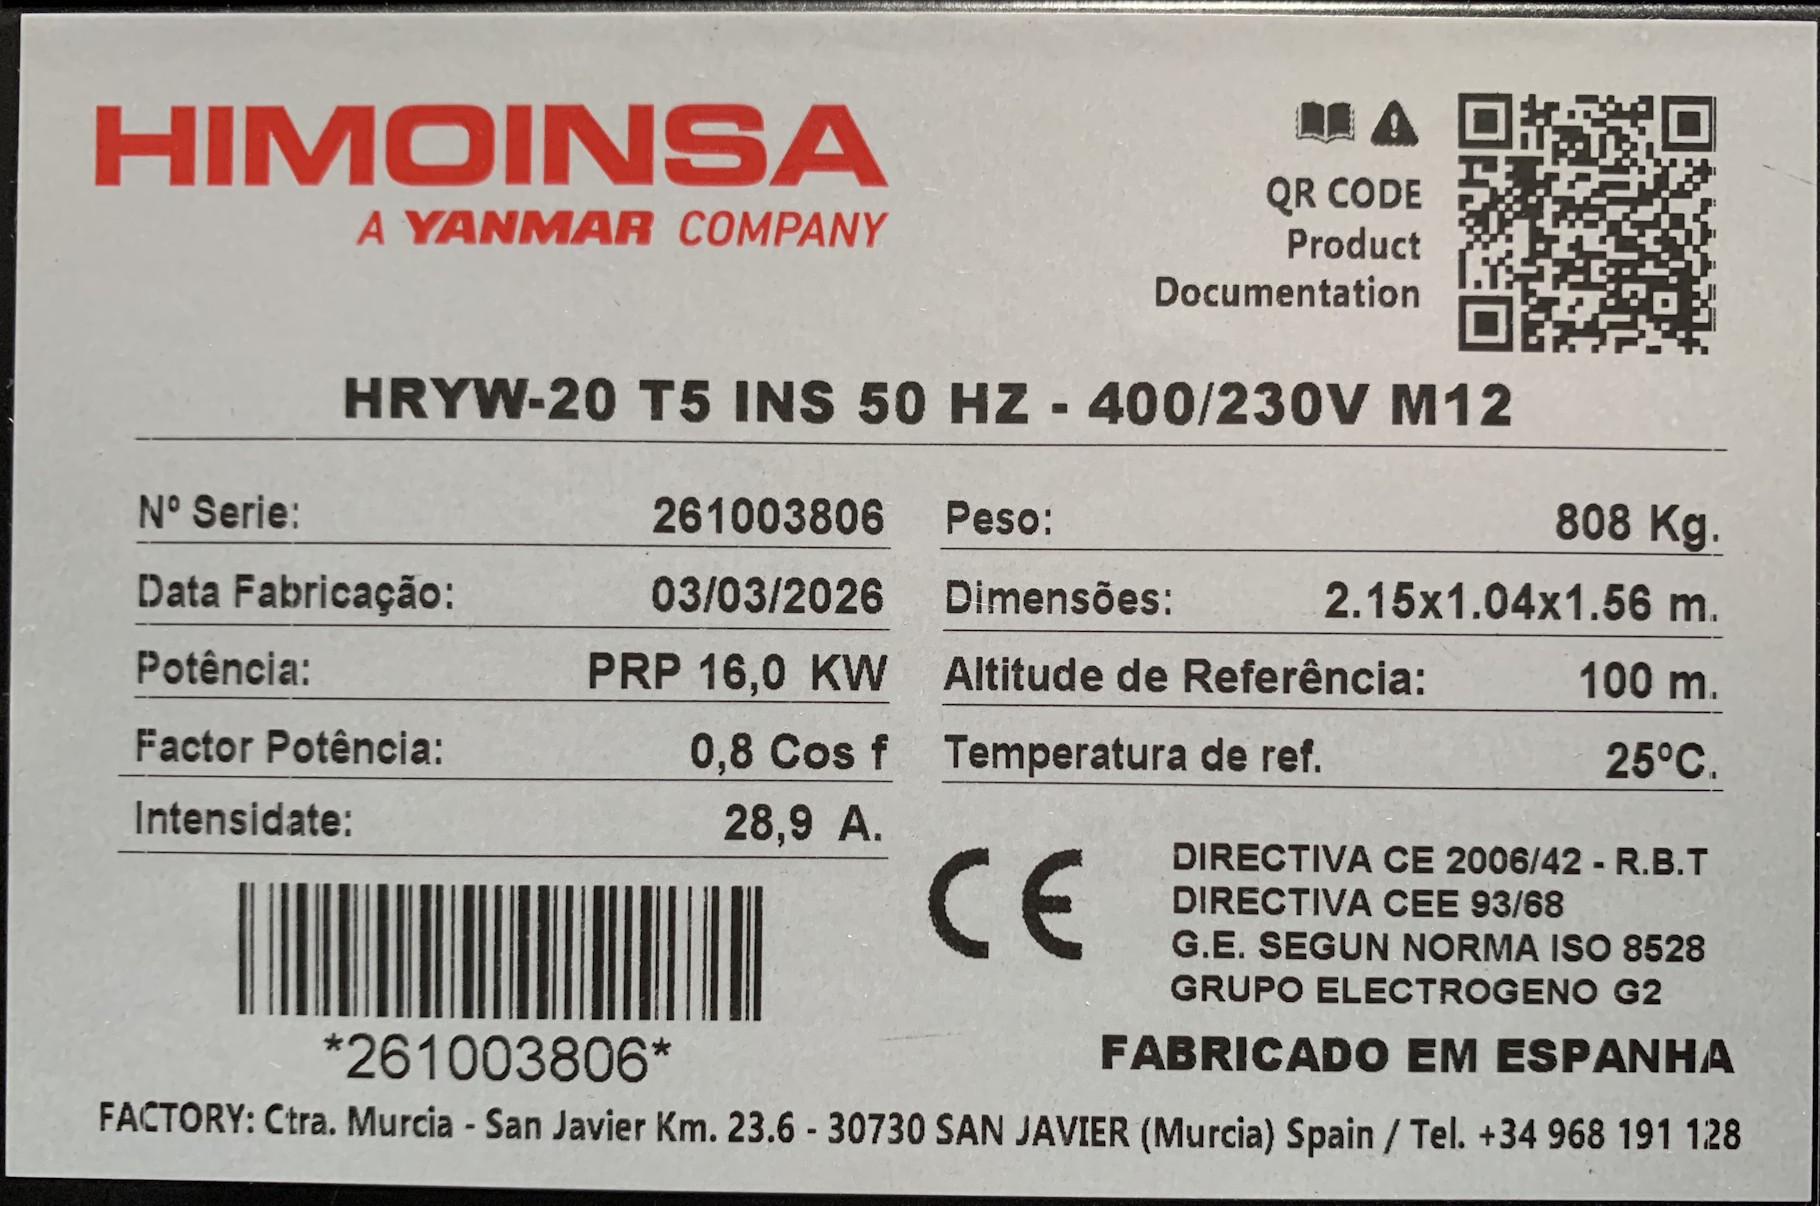 HIMOINSA
A YANMAR COMPANY
QR CODE
Product
Documentation
HRYW-20 T5 INS 50 HZ - 400/230V M12
Nº Serie: 261003806
Data Fabricação: 03/03/2026
Potência: PRP 16,0 KW
Factor Potência: 0,8 Cos f
Intensidate: 28,9 A.
Peso: 808 Kg.
Dimensões: 2.15x1.04x1.56 m.
Altitude de Referência: 100 m.
Temperatura de ref. 25ºC.
*261003806*
CE
DIRECTIVA CE 2006/42 - R.B.T
DIRECTIVA CEE 93/68
G.E. SEGUN NORMA ISO 8528
GRUPO ELECTROGENO G2
FABRICADO EM ESPANHA
FACTORY: Ctra. Murcia - San Javier Km. 23.6 - 30730 SAN JAVIER (Murcia) Spain / Tel. +34 968 191 128